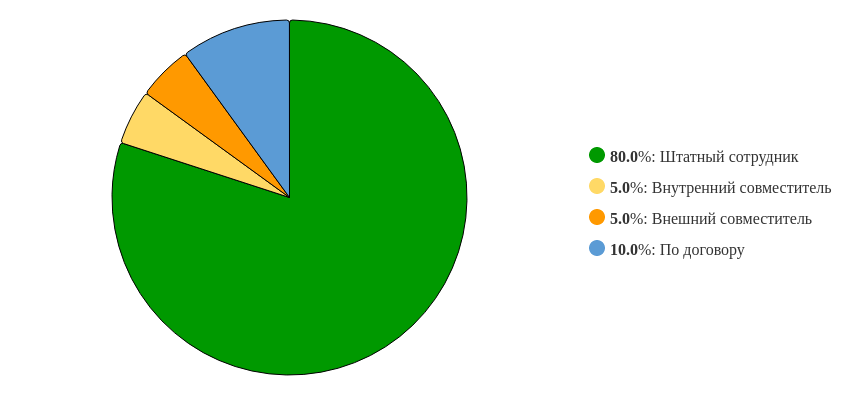 80.0%: Штатный сотрудник
5.0%: Внутренний совместитель
5.0%: Внешний совместитель
10.0%: По договору